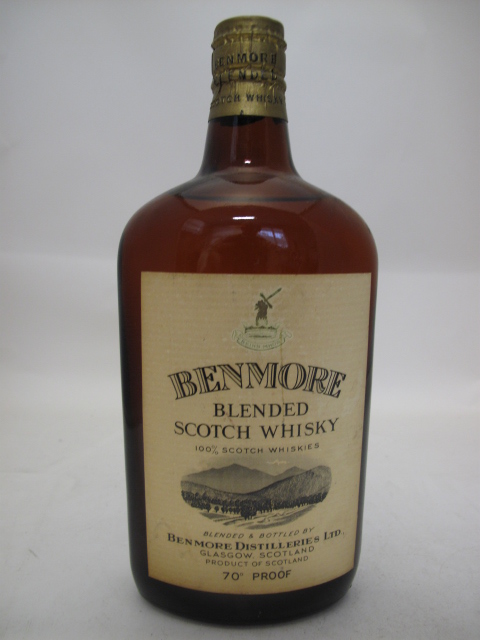 BENMORE
BLENDED
SCOTCH WHISKY
BENMORE
BLENDED
SCOTCH WHISKY
100% SCOTCH WHISKIES
BLENDED & BOTTLED BY
BENMORE DISTILLERIES LTD.,
GLASGOW, SCOTLAND
PRODUCT OF SCOTLAND
70° PROOF